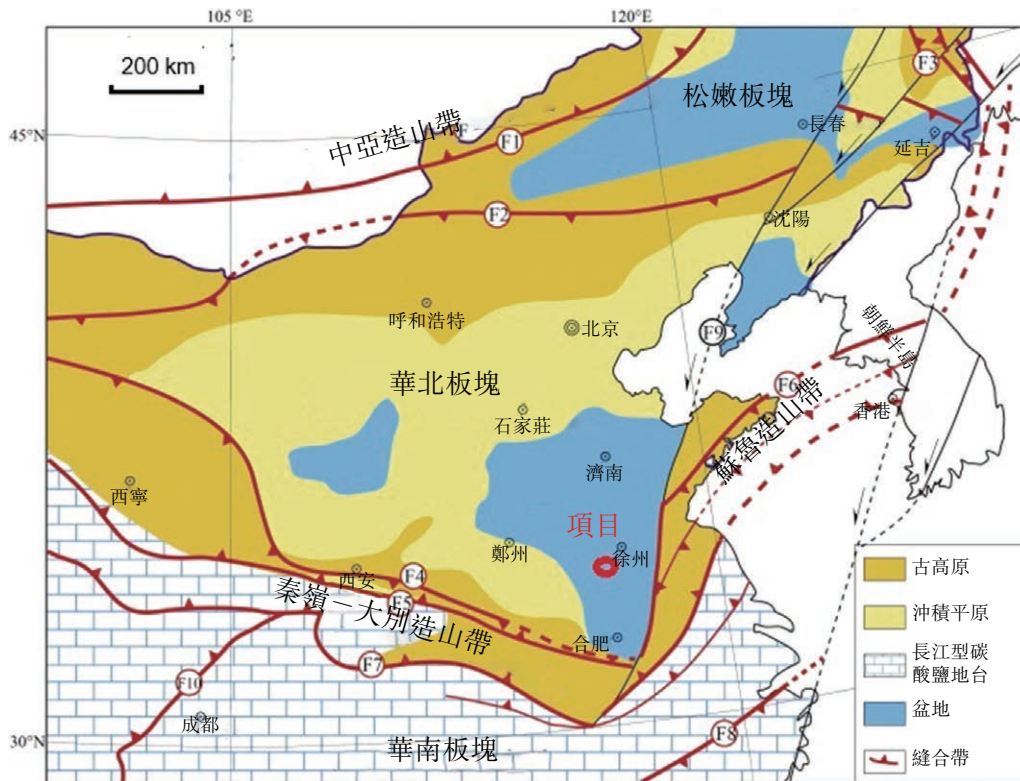 105 °E
120°E
200 km
F3
松嫩板塊
長春
45°N
中亞造山帶
F
F1
延吉
F2
沈陽
呼和浩特
北京
F9
朝鮮半島
華北板塊
F6
石家莊
香港
蘇魯造山帶
濟南
西寧
項目
鄭州
徐州
西安
F4
F5
秦嶺－大別造山帶
合肥
F7
F10
成都
30°N
華南板塊
F8
古高原
沖積平原
長江型碳
酸鹽地台
盆地
縫合帶